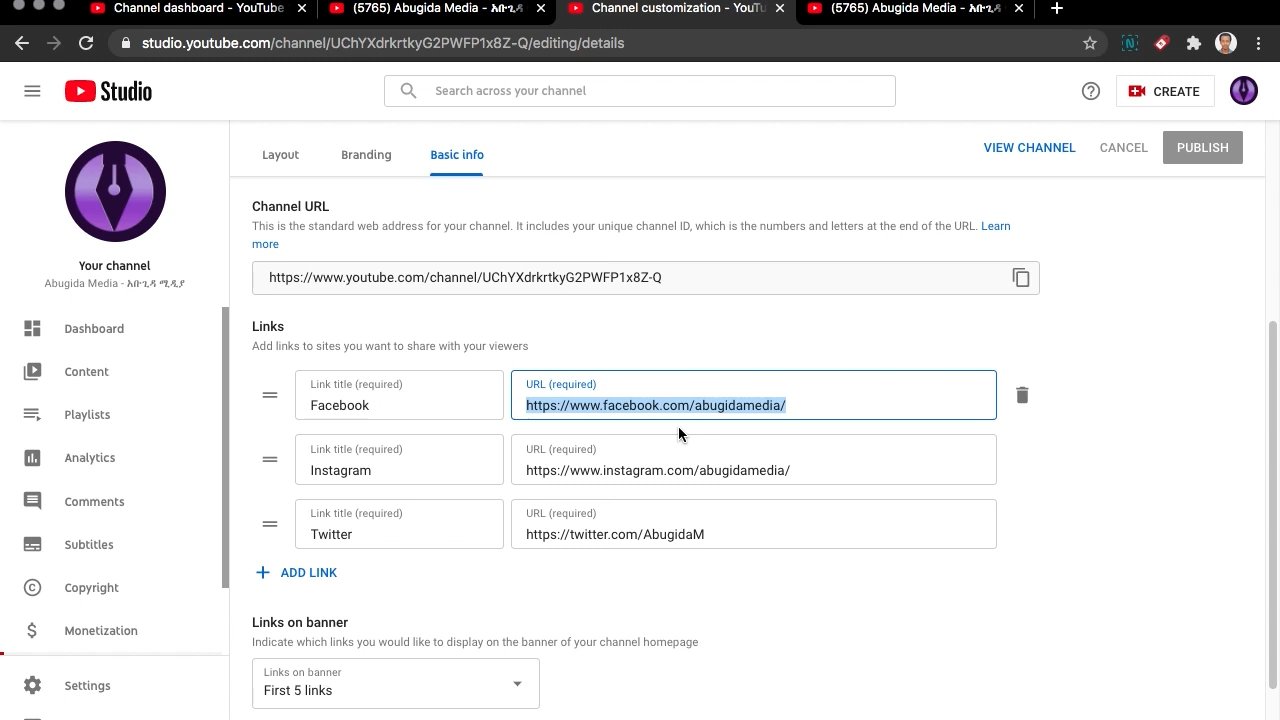 Channel dashboard - YouTube
(5765) Abugida Media - አቡጊዳ
Channel customization - YouTu
(5765) Abugida Media - አቡጊዳ
studio.youtube.com/channel/UChYXdrkrtkyG2PWFP1x8Z-Q/editing/details
Studio
Search across your channel
CREATE
Layout
Branding
Basic info
VIEW CHANNEL
CANCEL
PUBLISH
Your channel
Abugida Media - አቡጊዳ ሚዲያ
Dashboard
Content
Playlists
Analytics
Comments
Subtitles
Copyright
Monetization
Settings
Channel URL
This is the standard web address for your channel. It includes your unique channel ID, which is the numbers and letters at the end of the URL. Learn
more
https://www.youtube.com/channel/UChYXdrkrtkyG2PWFP1x8Z-Q
Links
Add links to sites you want to share with your viewers
Link title (required)
Facebook
URL (required)
https://www.facebook.com/abugidamedia/
Link title (required)
Instagram
URL (required)
https://www.instagram.com/abugidamedia/
Link title (required)
Twitter
URL (required)
https://twitter.com/AbugidaM
ADD LINK
Links on banner
Indicate which links you would like to display on the banner of your channel homepage
Links on banner
First 5 links